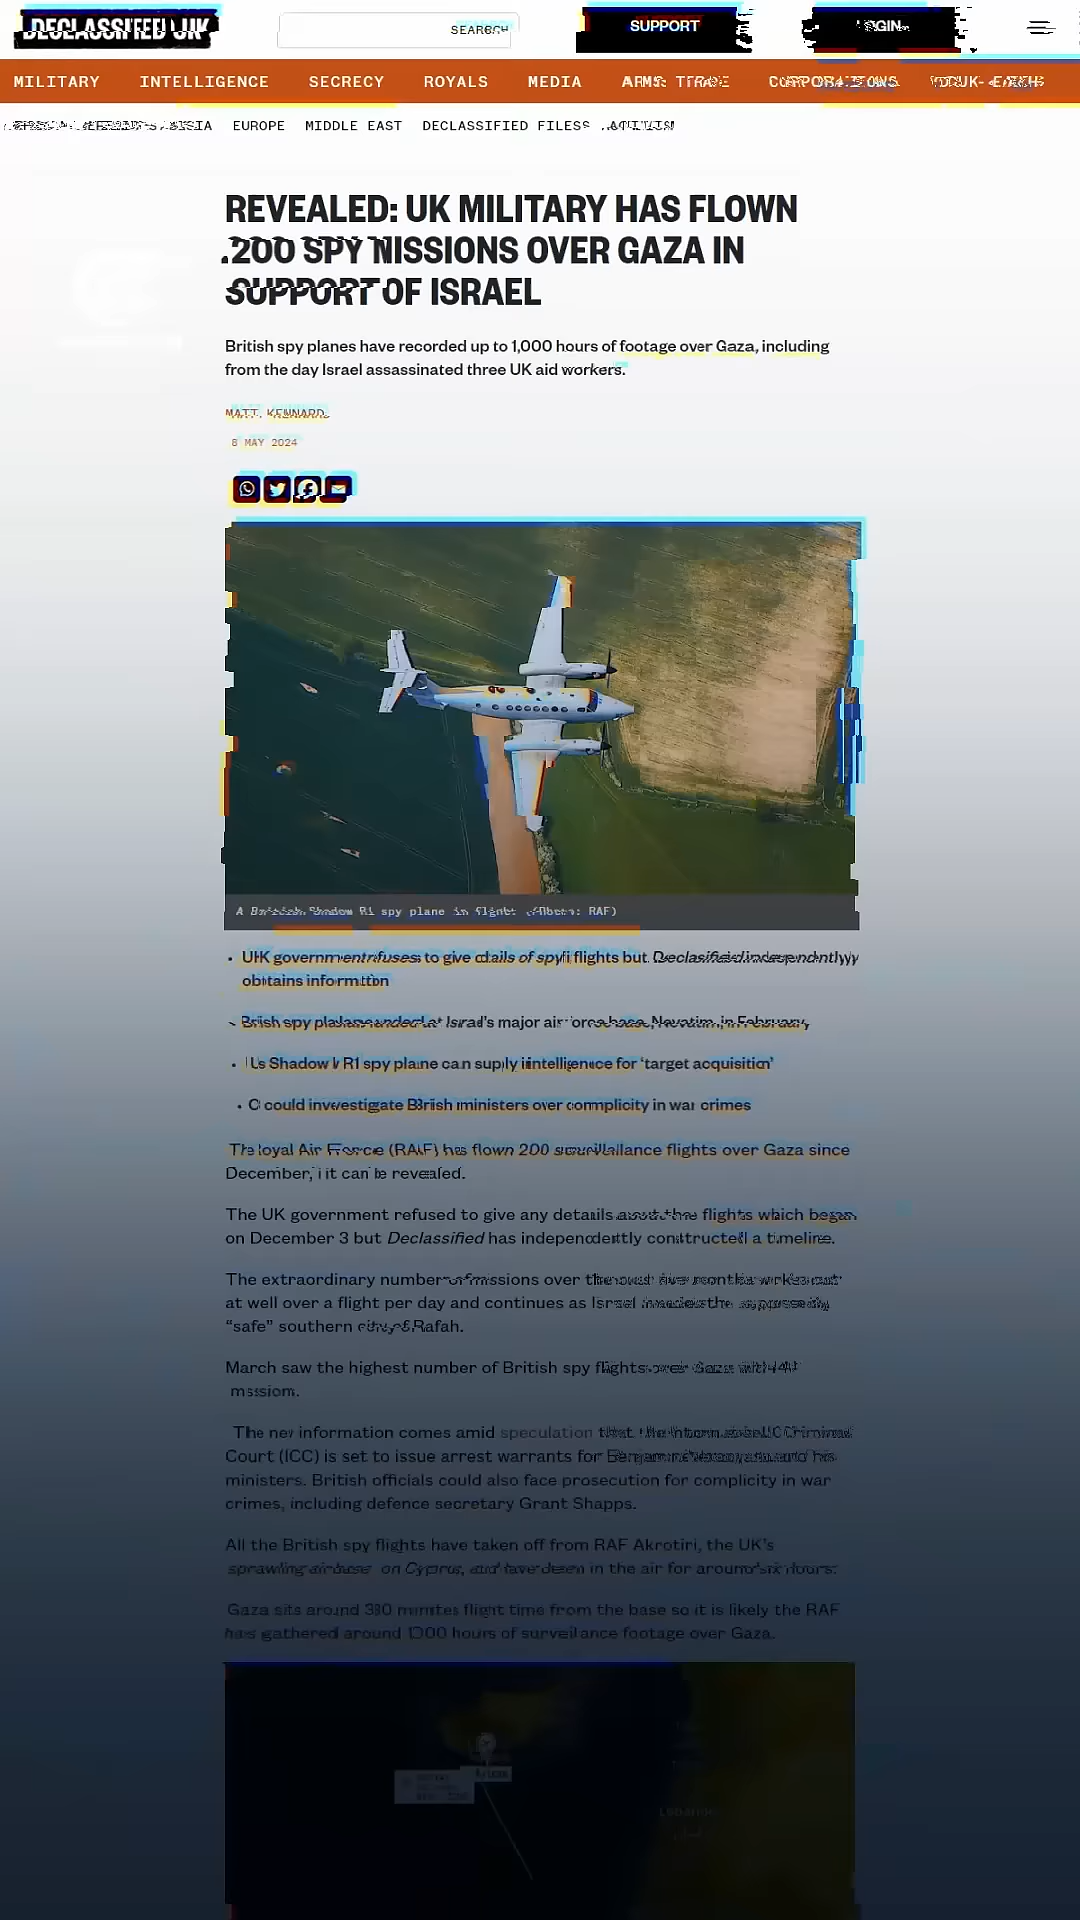 DECLASSIFIED UK
SEARCH
SUPPORT
LOGIN
MILITARY INTELLIGENCE SECRECY ROYALS MEDIA ARMS TRADE CORPORATIONS
ASIA EUROPE MIDDLE EAST DECLASSIFIED FILES ACTIVISM
REVEALED: UK MILITARY HAS FLOWN
200 SPY MISSIONS OVER GAZA IN
SUPPORT OF ISRAEL
British spy planes have recorded up to 1,000 hours of footage over Gaza, including
from the day Israel assassinated three UK aid workers.
MATT KENNARD
8 MAY 2024
A British Shadow R1 spy plane in flight. (Photo: RAF)
• UK government refuses to give details of spy flights but Declassified independently
obtains information
• British spy plane landed at Israel's major air force base, Nevatim, in February
• Shadow R1 spy plane can supply intelligence for ‘target acquisition’
• could investigate British ministers over complicity in war crimes
The Royal Air Force (RAF) has flown 200 surveillance flights over Gaza since
December, it can be revealed.
The UK government refused to give any details about the flights which began
on December 3 but Declassified has independently constructed a timeline.
The extraordinary number of missions over
at well over a flight per day and continues as Israel invades the supposedly
“safe” southern city of Rafah.
March saw the highest number of British spy flights over Gaza with
missions.
The new information comes amid speculation that the International Criminal
Court (ICC) is set to issue arrest warrants for Benjamin Netanyahu and his
ministers. British officials could also face prosecution for complicity in war
crimes, including defence secretary Grant Shapps.
All the British spy flights have taken off from RAF Akrotiri, the UK’s
sprawling air base on Cyprus, and have been in the air for around six hours.
Gaza sits around 30 minutes flight time from the base so it is likely the RAF
has gathered around 1000 hours of surveillance footage over Gaza.
Lebanon